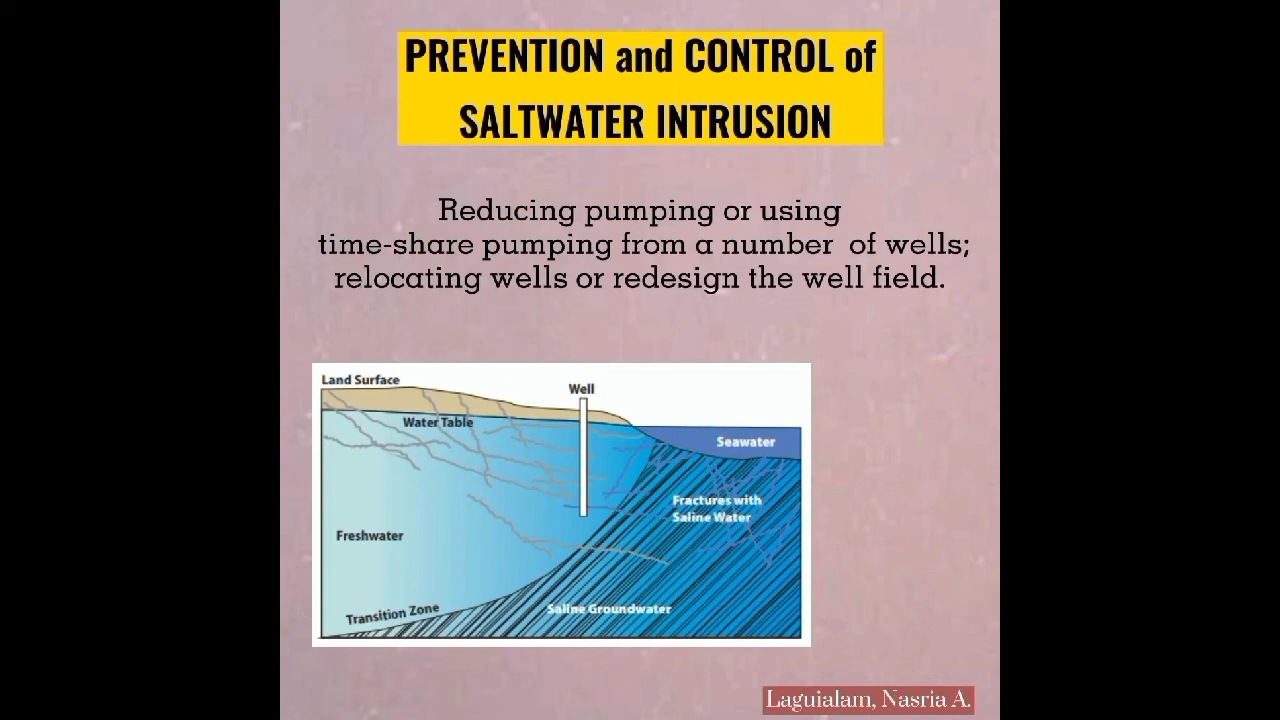 PREVENTION and CONTROL of
SALTWATER INTRUSION
Reducing pumping or using
time-share pumping from a number of wells;
relocating wells or redesign the well field.
Land Surface
Well
Water Table
Seawater
Fractures with
Saline Water
Freshwater
Transition Zone
Saline Groundwater
Laguialam, Nasria A.